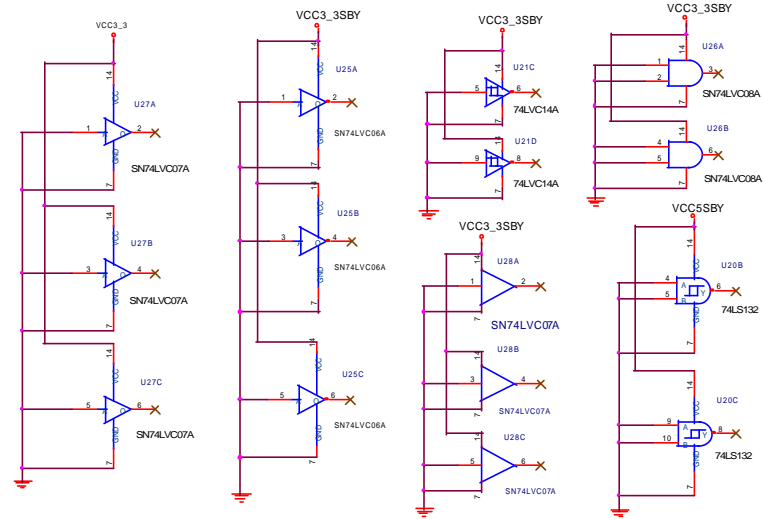 VCC3_3
14
VCC
U27A
1
A
O
2
GND
SN74LVC07A
7
14
VCC
U27B
3
A
O
4
GND
SN74LVC07A
7
14
VCC
U27C
5
A
O
6
GND
SN74LVC07A
7
VCC3_3SBY
14
VCC
U25A
1
A
O
2
GND
SN74LVC06A
7
14
VCC
U25B
3
A
O
4
GND
SN74LVC06A
7
14
VCC
U25C
5
A
O
6
GND
SN74LVC06A
7
VCC3_3SBY
14
U21C
5
6
74LVC14A
7
14
U21D
9
8
74LVC14A
7
VCC3_3SBY
14
U28A
1
2
7
SN74LVC07A
14
U28B
3
4
7
SN74LVC07A
14
U28C
5
6
7
SN74LVC07A
VCC3_3SBY
U26A
14
1
2
3
SN74LVC08A
7
U26B
14
4
5
6
SN74LVC08A
7
VCC5SBY
14
VCC
U20B
4
A
5
B
Y
6
GND
74LS132
7
14
VCC
U20C
9
A
10
B
Y
8
GND
74LS132
7